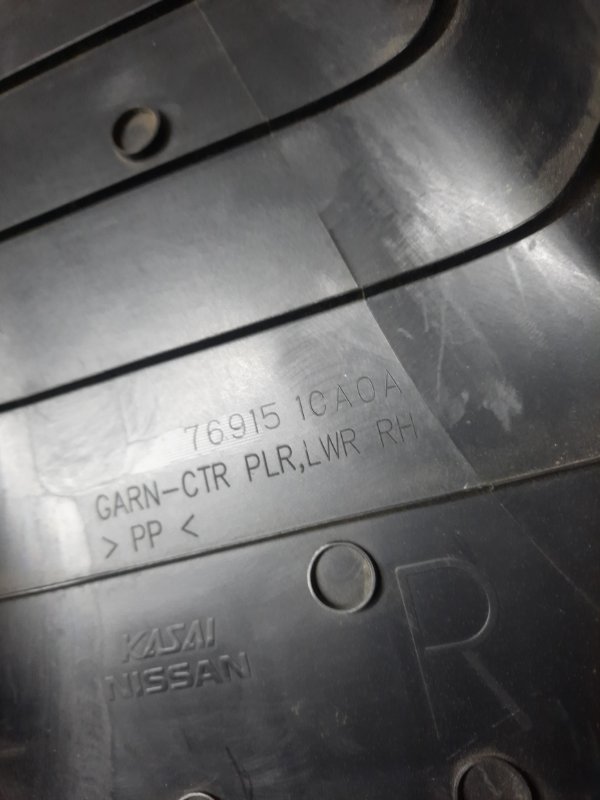 76915 1CA0A
GARN-CTR PLR,LWR RH
> PP <
KASAI
NISSAN
R